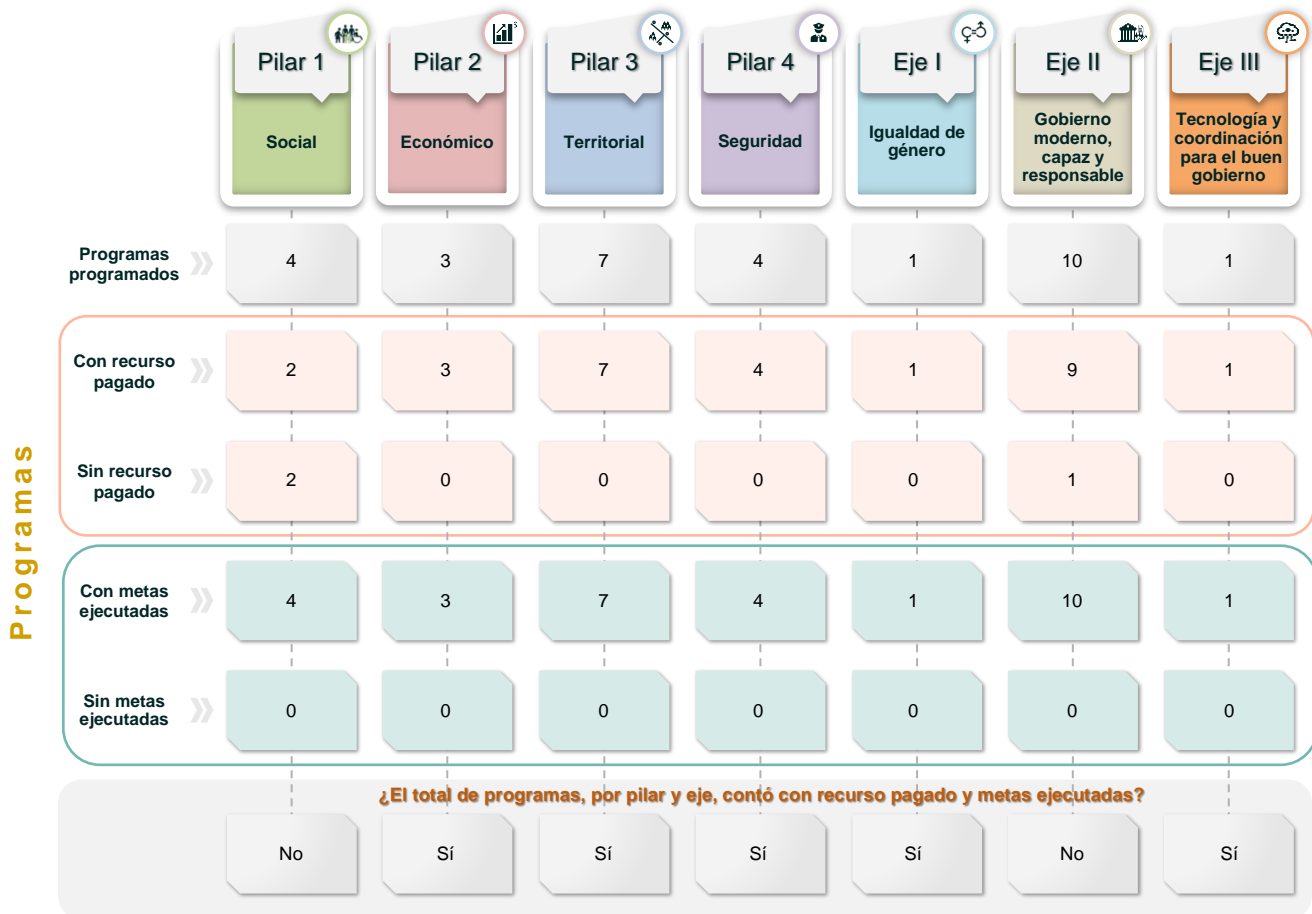 Pilar 1
Pilar 2
Pilar 3
Pilar 4
Eje I
Eje II
Eje III
Social
Económico
Territorial
Seguridad
Igualdad de
género
Gobierno
moderno,
capaz y
responsable
Tecnología y
coordinación
para el buen
gobierno
Programas
Programas
programados
4 3 7 4 1 10 1
Con recurso
pagado
2 3 7 4 1 9 1
Sin recurso
pagado
2 0 0 0 0 1 0
Con metas
ejecutadas
4 3 7 4 1 10 1
Sin metas
ejecutadas
0 0 0 0 0 0 0
¿El total de programas, por pilar y eje, contó con recurso pagado y metas ejecutadas?
No Sí Sí Sí Sí No Sí